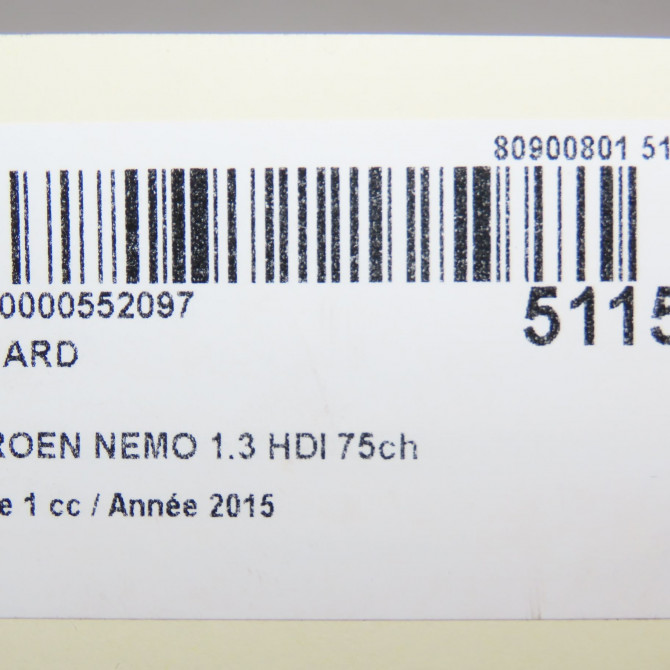 80900801 51
0000552097
5115
ARD
ROEN NEMO 1.3 HDI 75ch
e 1 cc / Année 2015